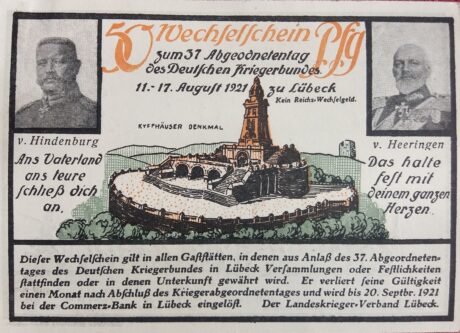 50 Wechselschein Pfg
zum 37 Abgeordnetentag
des Deutschen Kriegerbundes
11.-17. August 1921 zu Lübeck
Kein Reichs-Wechselgeld.
KYFFHÄUSER DENKMAL
v. Hindenburg
v. Heeringen
Ans Vaterland
ans teure
schließ dich
an.
Das halte
fest mit
deinem ganzen
Herzen.
Dieser Wechselschein gilt in allen Gaststätten, in denen aus Anlaß des 37. Abgeordneten-
tages des Deutschen Kriegerbundes in Lübeck Versammlungen oder Festlichkeiten
stattfinden oder in denen Unterkunft gewährt wird. Er verliert seine Gültigkeit
einen Monat nach Abschluß des Kriegerabgeordnetentages und wird bis 20. Septbr. 1921
bei der Commerz-Bank in Lübeck eingelöst. Der Landeskrieger-Verband Lübeck.